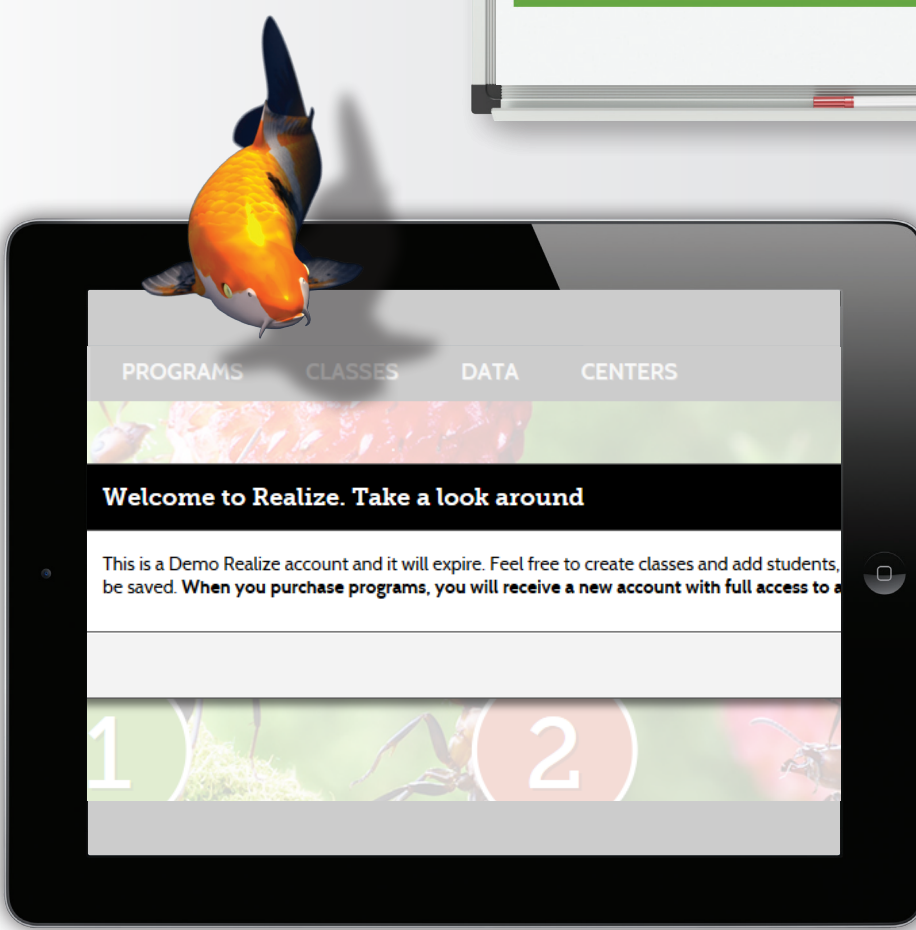 PROGRAMS CLASSES DATA CENTERS
Welcome to Realize. Take a look around
This is a Demo Realize account and it will expire. Feel free to create classes and add students,
be saved. When you purchase programs, you will receive a new account with full access to a
1 2